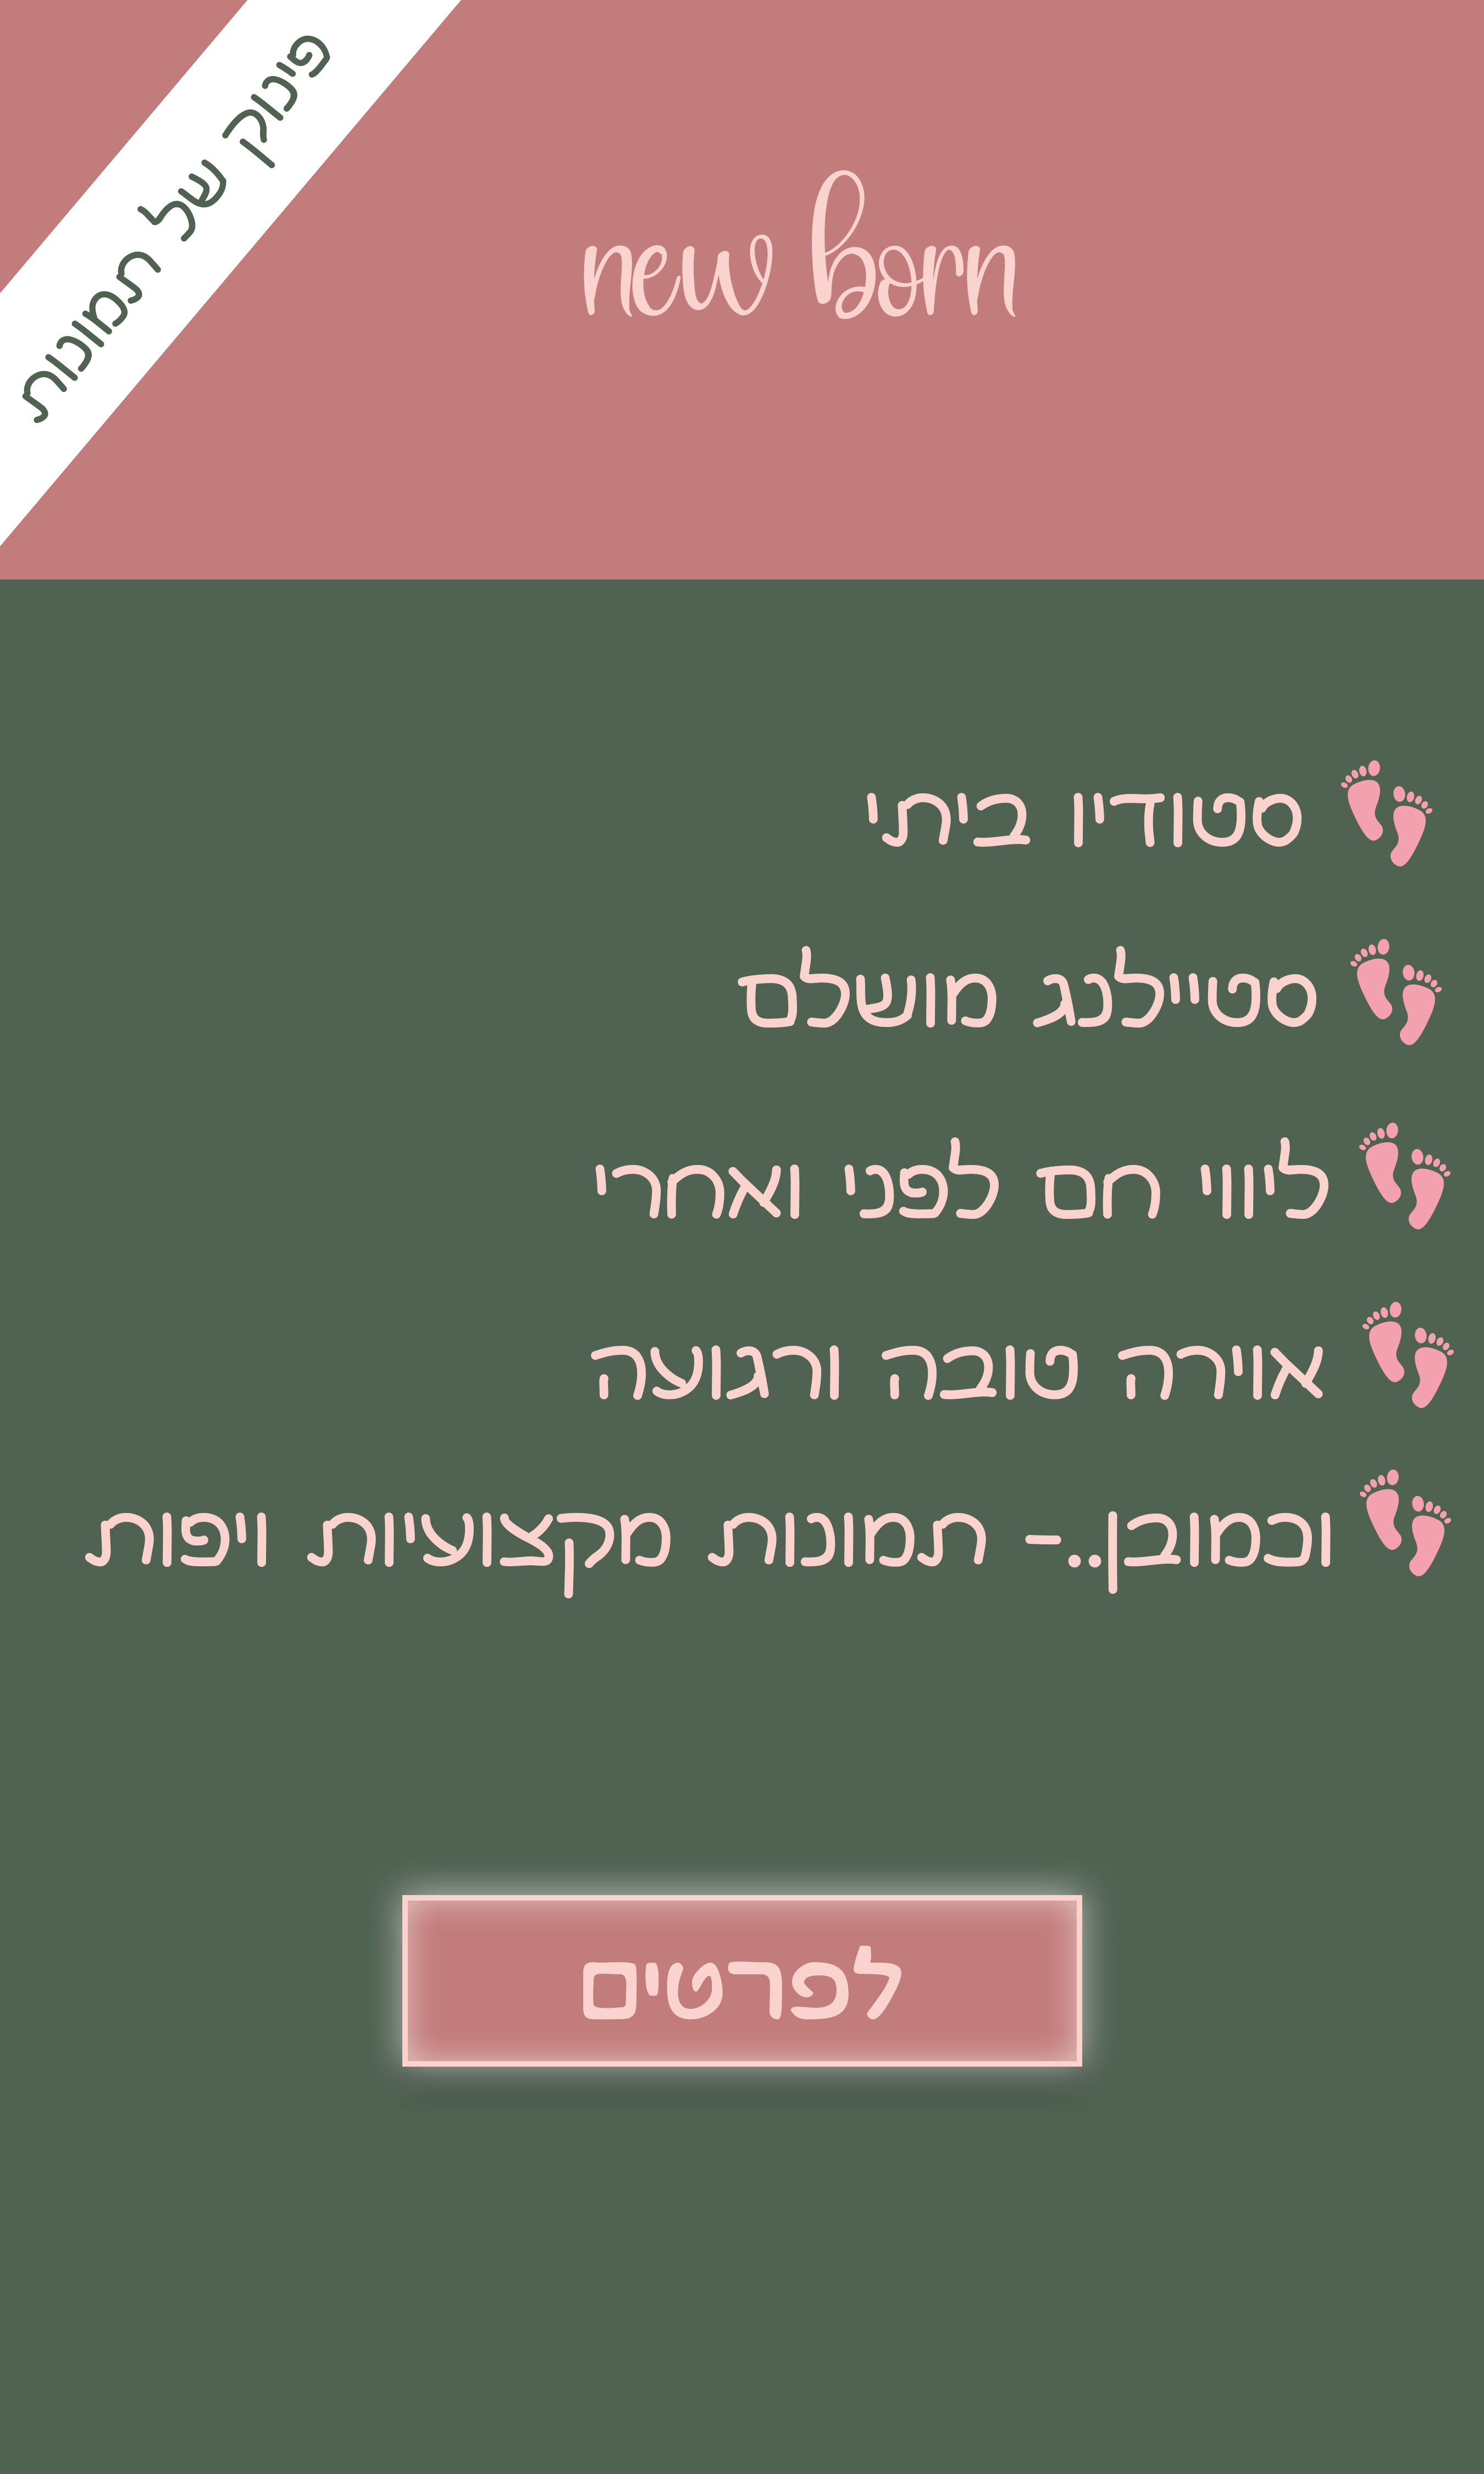 פינוק של תמונות
new born
סטודיו ביתי
סטיילנג מושלם
ליווי חם לפני ואחרי
אוירה טובה ורגועה
וכמובן..- תמונות מקצועיות ויפות
לפרטים